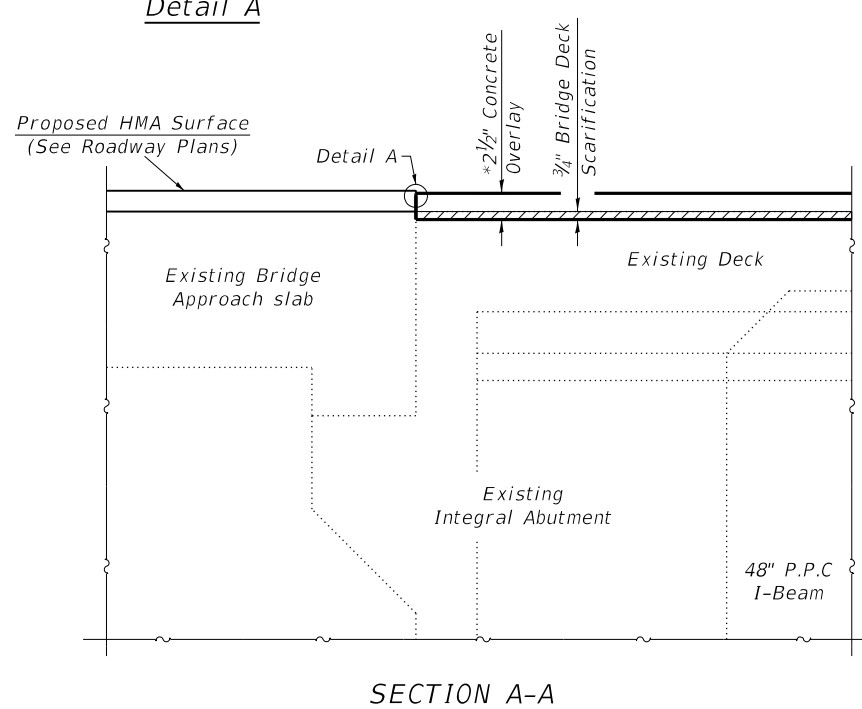 Detail A
*2½" Concrete
Overlay
¾" Bridge Deck
Scarification
Proposed HMA Surface
(See Roadway Plans)
Detail A
Existing Bridge
Approach slab
Existing Deck
Existing
Integral Abutment
48" P.P.C
I-Beam
SECTION A-A